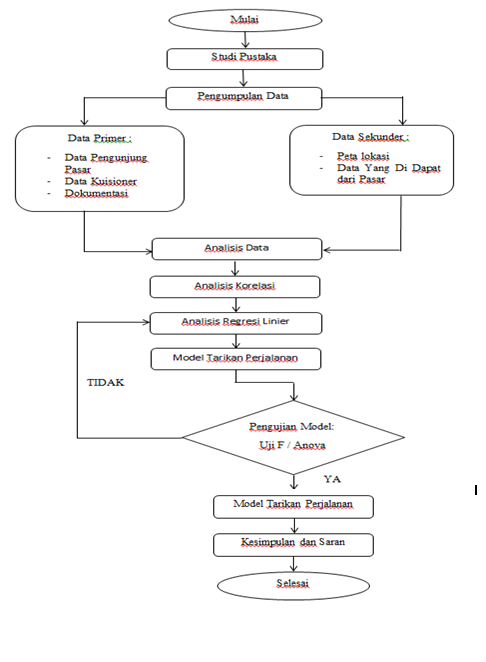 Mulai
Studi Pustaka
Pengumpulan Data
Data Primer :
- Data Pengunjung
Pasar
- Data Kuisioner
- Dokumentasi
Data Sekunder :
- Peta lokasi
- Data Yang Di Dapat
dari Pasar
Analisis Data
Analisis Korelasi
Analisis Regresi Linier
Model Tarikan Perjalanan
TIDAK
Pengujian Model:
Uji F / Anova
YA
Model Tarikan Perjalanan
Kesimpulan dan Saran
Selesai